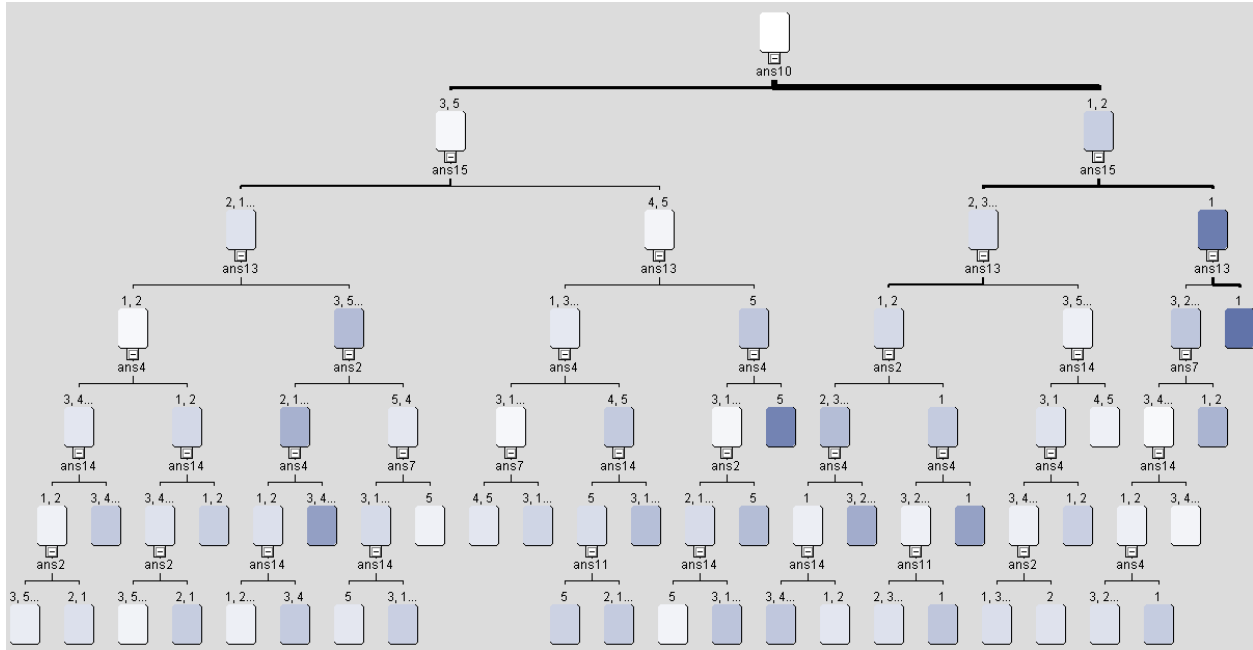 ans10
3, 5 1, 2
ans15 ans15
2, 1... 4, 5 2, 3... 1
ans13 ans13 ans13 ans13
1, 2 3, 5... 1, 3... 5 1, 2 3, 5... 3, 2... 1
ans4 ans2 ans4 ans4 ans2 ans14 ans7
3, 4... 1, 2 2, 1... 5, 4 3, 1... 4, 5 3, 1... 5 2, 3... 1 3, 1 4, 5 3, 4... 1, 2
ans14 ans14 ans4 ans7 ans7 ans14 ans2 ans4 ans4 ans4 ans14
1, 2 3, 4... 3, 4... 1, 2 1, 2 3, 4... 3, 1... 5 4, 5 3, 1... 5 3, 1... 2, 1... 5 1 3, 2... 3, 2... 1 3, 4... 1, 2 1, 2 3, 4...
ans2 ans2 ans14 ans14 ans11 ans14 ans14 ans11 ans2 ans4
3, 5... 2, 1 3, 5... 2, 1 1, 2... 3, 4 5 3, 1... 5 2, 1... 5 3, 1... 3, 4... 1, 2 2, 3... 1 1, 3... 2 3, 2... 1